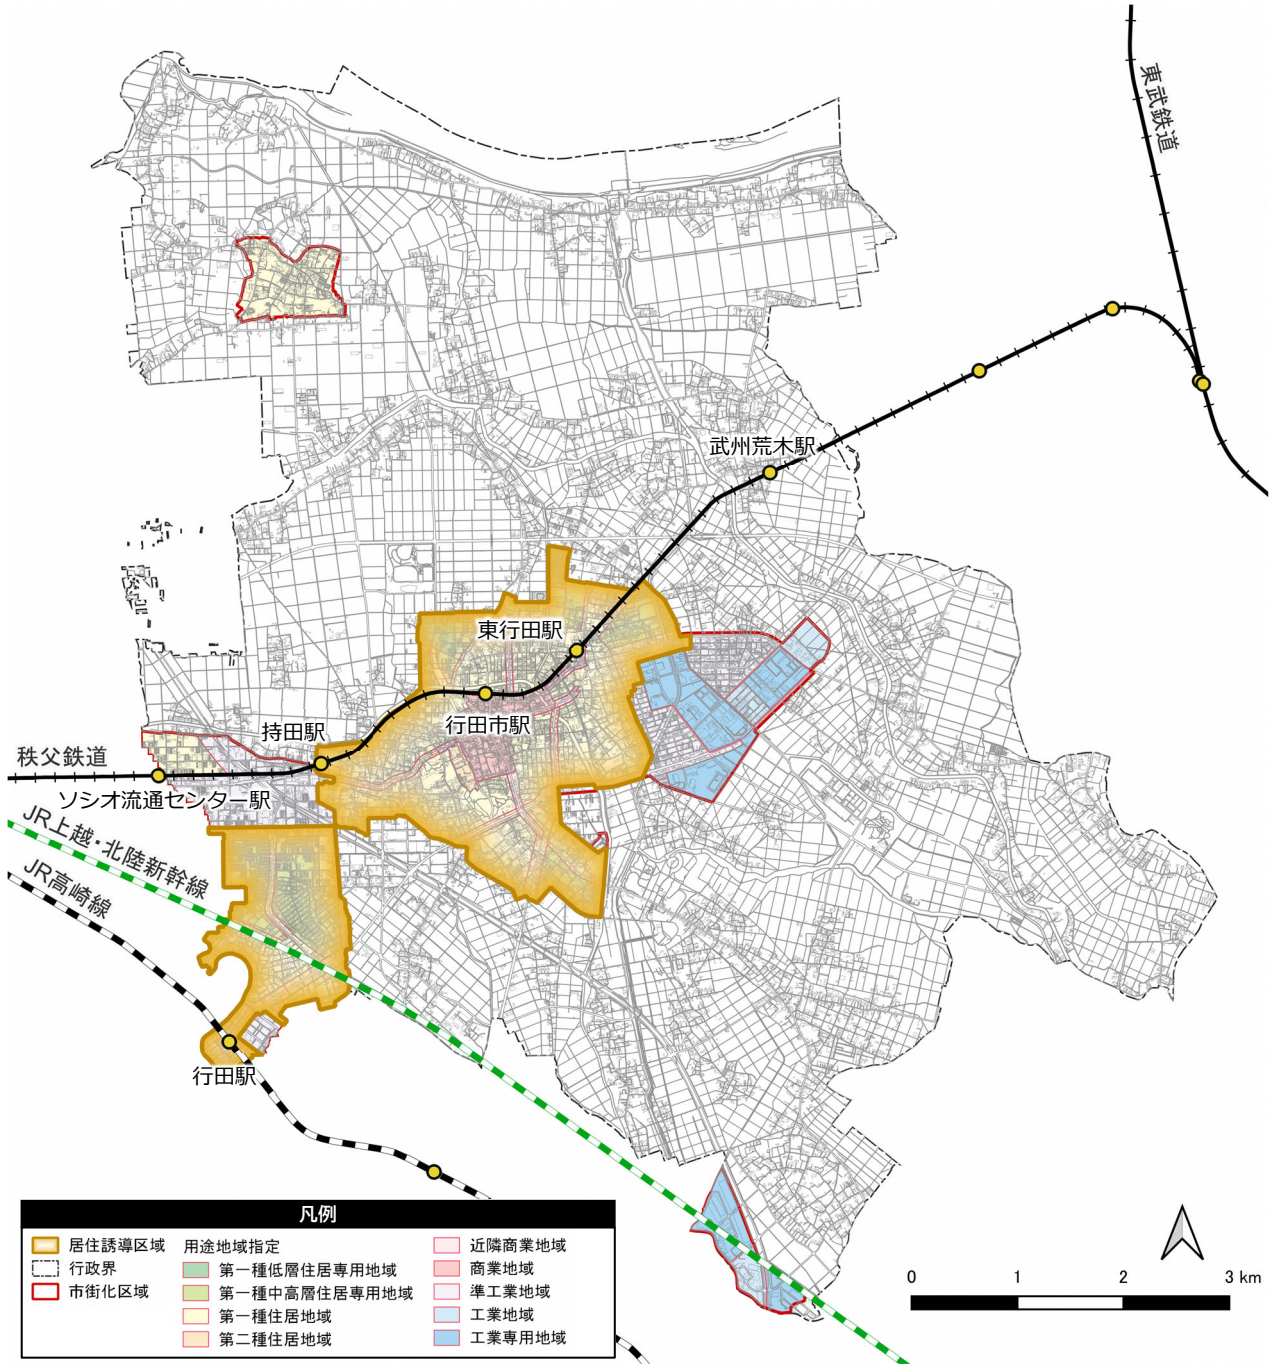 東武鉄道
武州荒木駅
東行田駅
行田市駅
持田駅
秩父鉄道
ソシオ流通センター駅
JR上越・北陸新幹線
JR高崎線
行田駅
凡例
居住誘導区域
行政界
市街化区域
用途地域指定
第一種低層住居専用地域
第一種中高層住居専用地域
第一種住居地域
第二種住居地域
近隣商業地域
商業地域
準工業地域
工業地域
工業専用地域
0 1 2 3 km